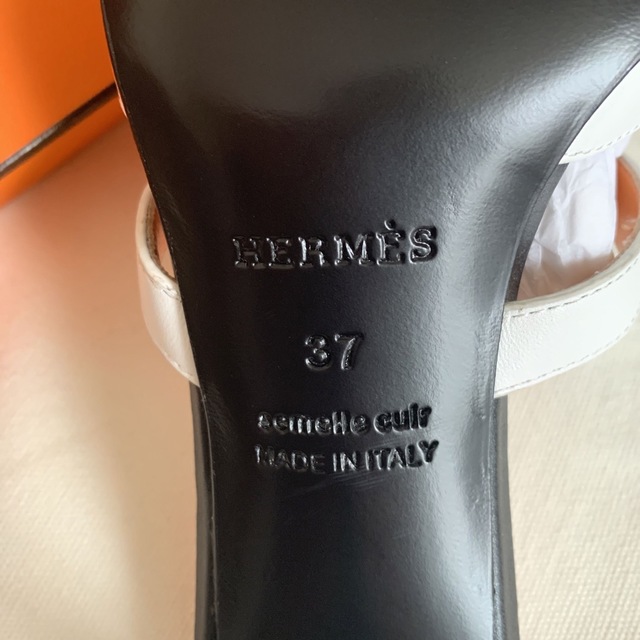 HERMÈS
37
semelle cuir
MADE IN ITALY